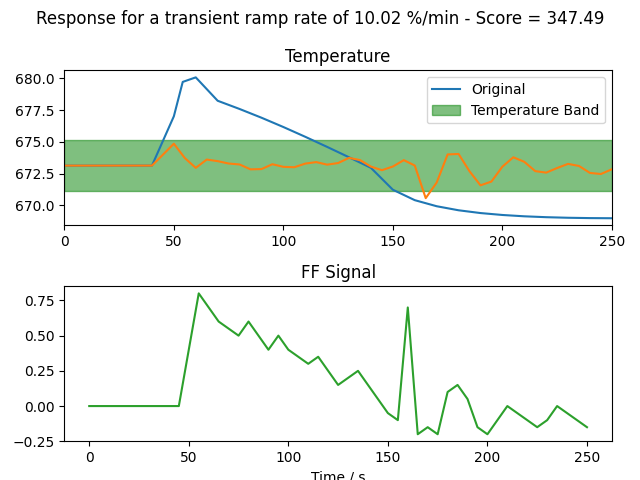 Response for a transient ramp rate of 10.02 %/min - Score = 347.49
Temperature
680.0
677.5
675.0
672.5
670.0
Original
Temperature Band
0 50 100 150 200 250
FF Signal
0.75
0.50
0.25
0.00
−0.25
0 50 100 150 200 250
Time / s